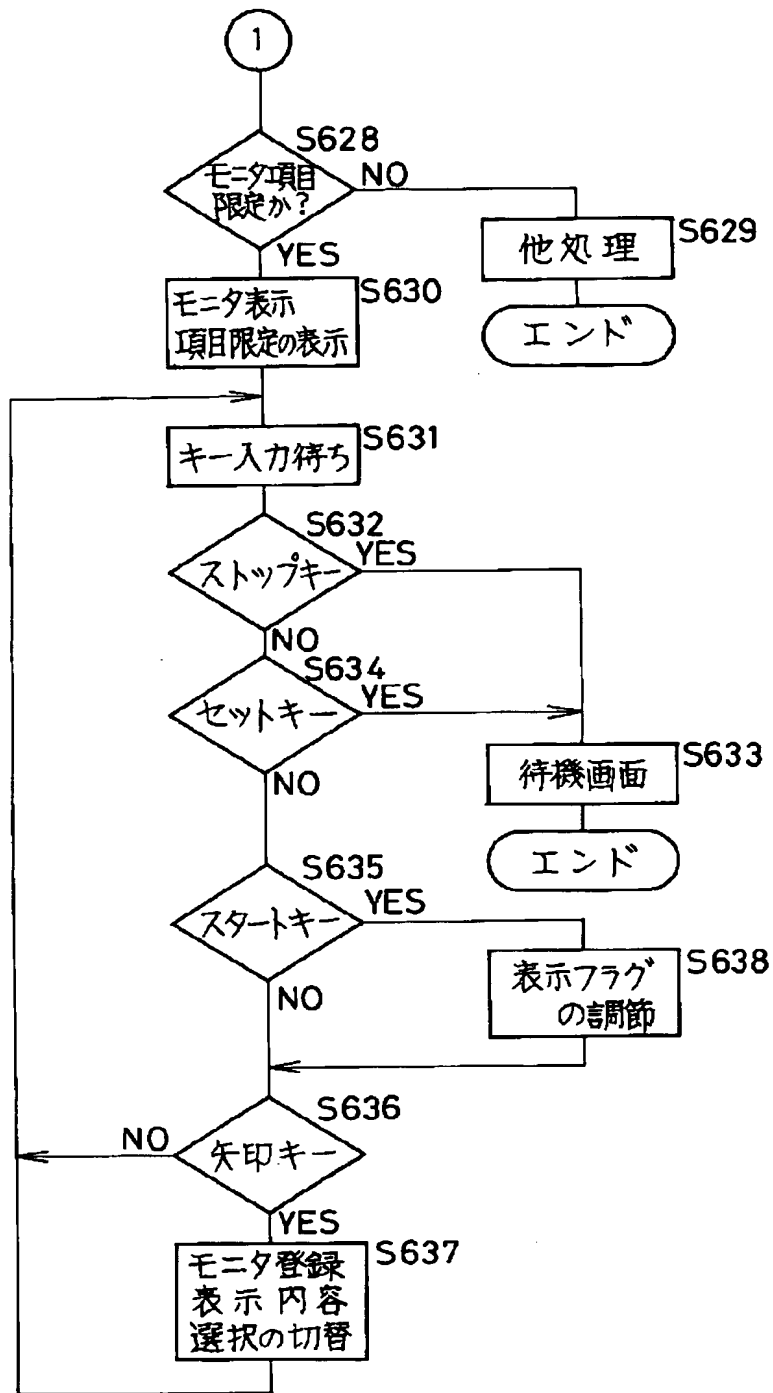 1
S628
モニタ項目
限定か?
NO
YES
他処理
S629
エンド
モニタ表示
項目限定の表示
S630
キー入力待ち
S631
S632
ストップキー
YES
NO
S634
セットキー
YES
NO
待機画面
S633
エンド
S635
スタートキー
YES
NO
表示フラグ
の調節
S638
S636
矢印キー
NO
YES
モニタ登録
表示内容
選択の切替
S637